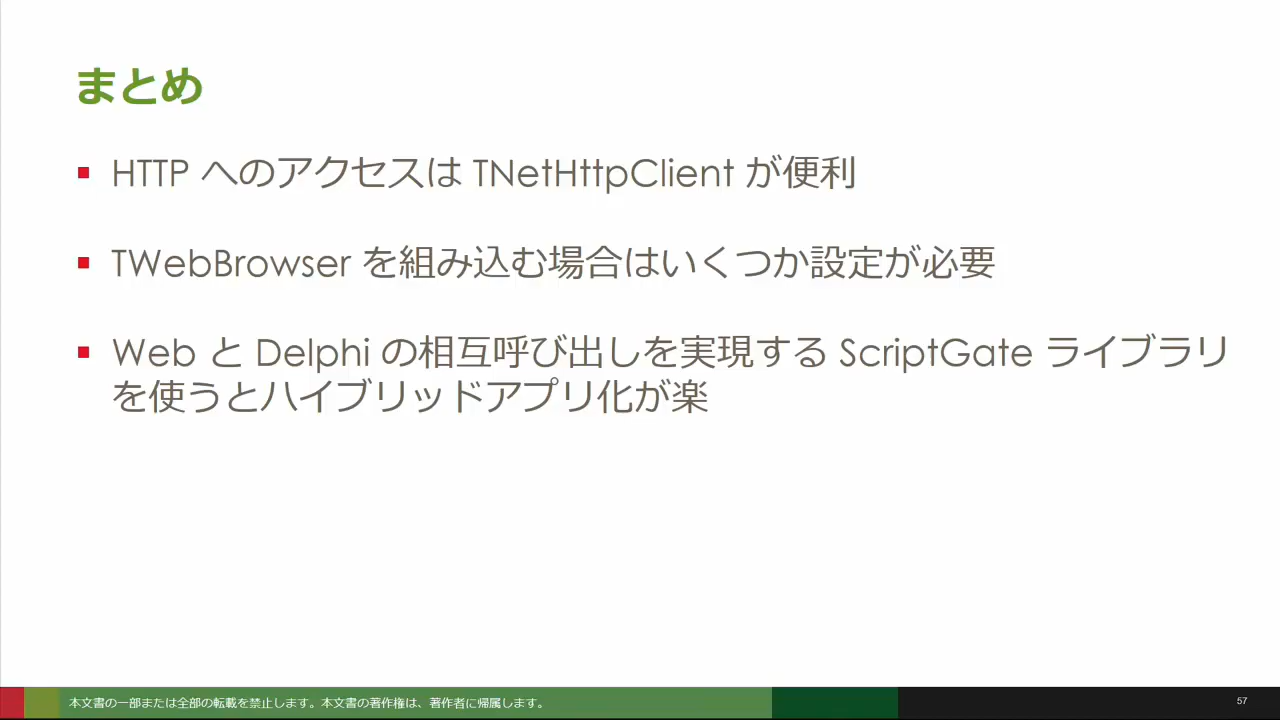 まとめ
HTTP へのアクセスは TNetHttpClient が便利
TWebBrowser を組み込む場合はいくつか設定が必要
Web と Delphi の相互呼び出しを実現する ScriptGate ライブラリ
を使うとハイブリッドアプリ化が楽
本文書の一部または全部の転載を禁止します。本文書の著作権は、著作者に帰属します。
57